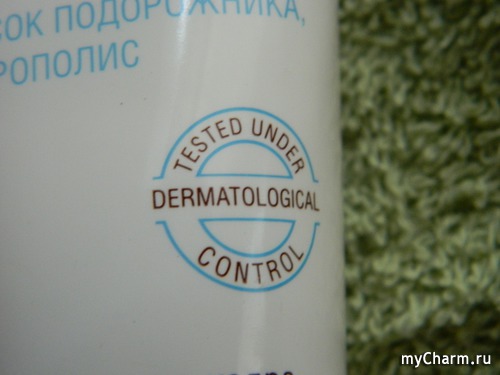 СОК ПОДОРОЖНИКА,
РОПОЛИС
TESTED UNDER
DERMATOLOGICAL
CONTROL
myCharm.ru